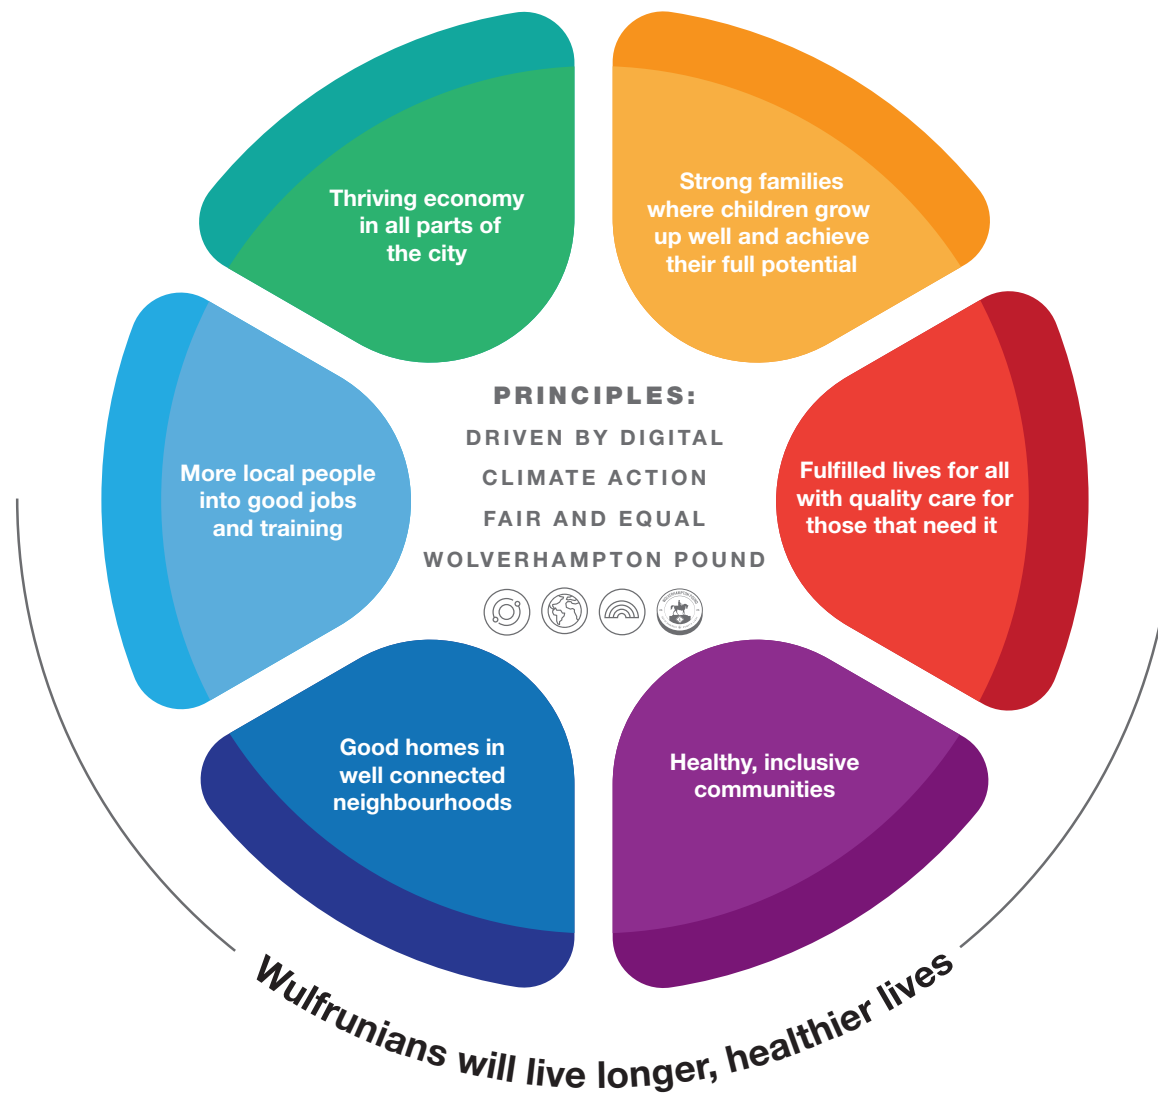 Thriving economy
in all parts of
the city
Strong families
where children grow
up well and achieve
their full potential
More local people
into good jobs
and training
PRINCIPLES:
DRIVEN BY DIGITAL
CLIMATE ACTION
FAIR AND EQUAL
WOLVERHAMPTON POUND
Fulfilled lives for all
with quality care for
those that need it
Good homes in
well connected
neighbourhoods
Healthy, inclusive
communities
Wulfrunians will live longer, healthier lives